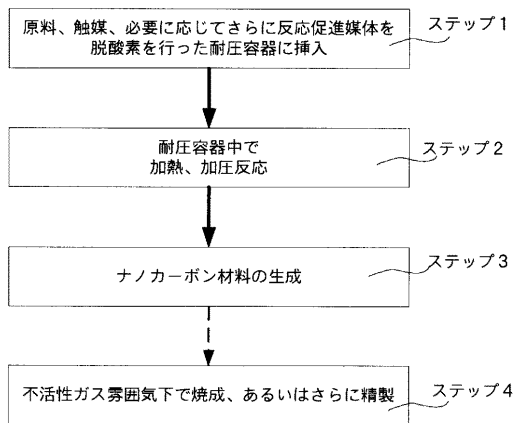 原料、触媒、必要に応じてさらに反応促進媒体を
脱酸素を行った耐圧容器に挿入
ステップ1
耐圧容器中で
加熱、加圧反応
ステップ2
ナノカーボン材料の生成
ステップ3
不活性ガス雰囲気下で焼成、あるいはさらに精製
ステップ4